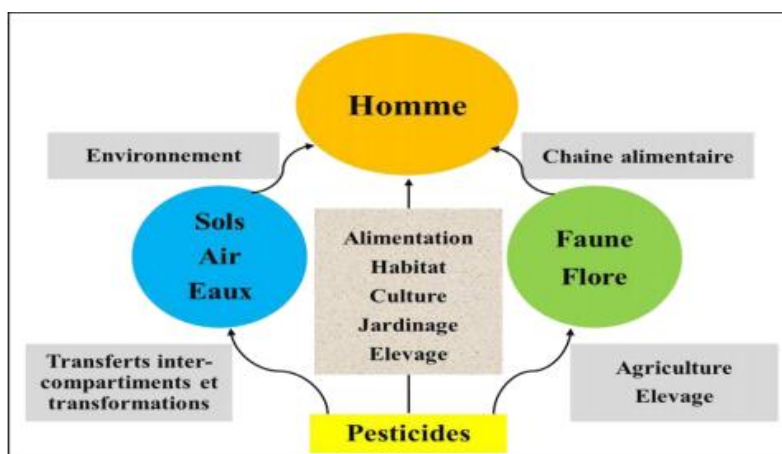 Homme
Environnement
Chaine alimentaire
Sols
Air
Eaux
Alimentation
Habitat
Culture
Jardinage
Elevage
Faune
Flore
Transferts inter-
compartiments et
transformations
Agriculture
Elevage
Pesticides